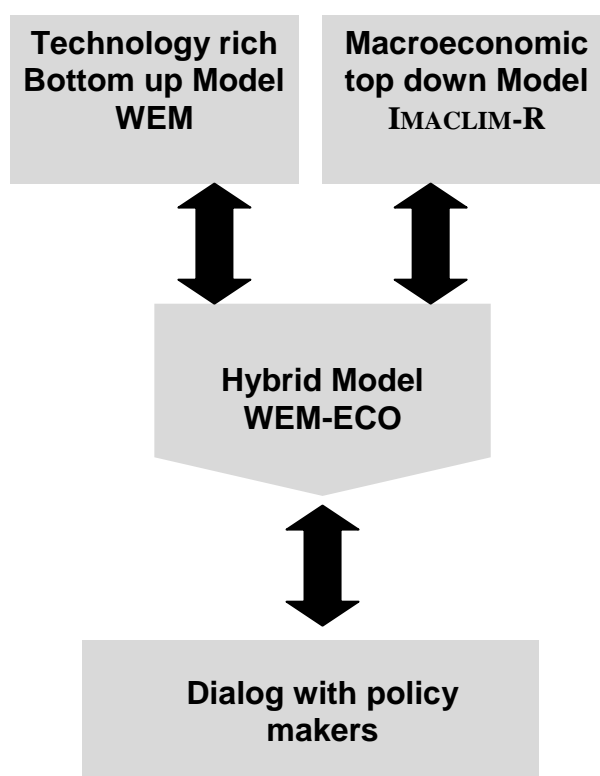 Technology rich
Bottom up Model
WEM
Macroeconomic
top down Model
IMACLIM-R
Hybrid Model
WEM-ECO
Dialog with policy
makers